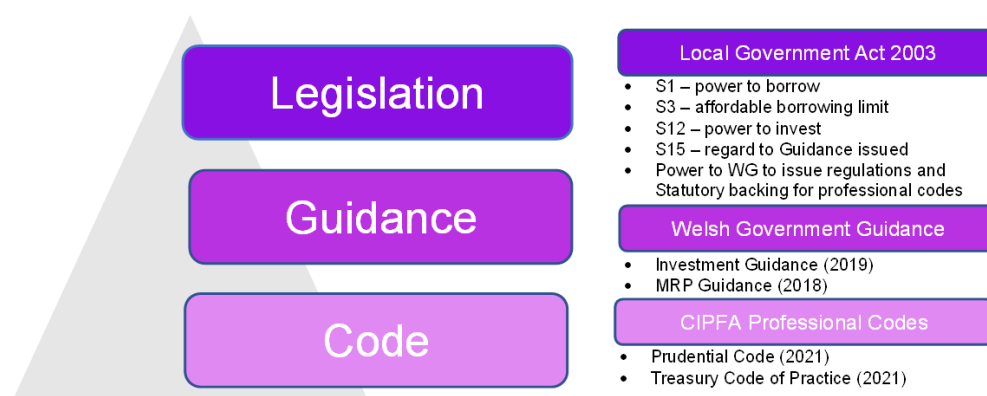 Legislation
Guidance
Code
Local Government Act 2003
• S1 – power to borrow
• S3 – affordable borrowing limit
• S12 – power to invest
• S15 – regard to Guidance issued
• Power to WG to issue regulations and
Statutory backing for professional codes
Welsh Government Guidance
• Investment Guidance (2019)
• MRP Guidance (2018)
CIPFA Professional Codes
• Prudential Code (2021)
• Treasury Code of Practice (2021)